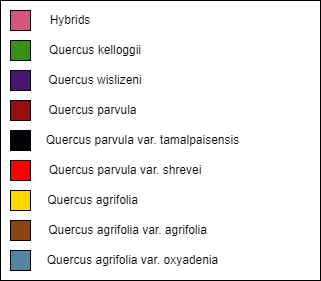 Hybrids
Quercus kelloggii
Quercus wislizeni
Quercus parvula
Quercus parvula var. tamalpaisensis
Quercus parvula var. shrevei
Quercus agrifolia
Quercus agrifolia var. agrifolia
Quercus agrifolia var. oxyadenia